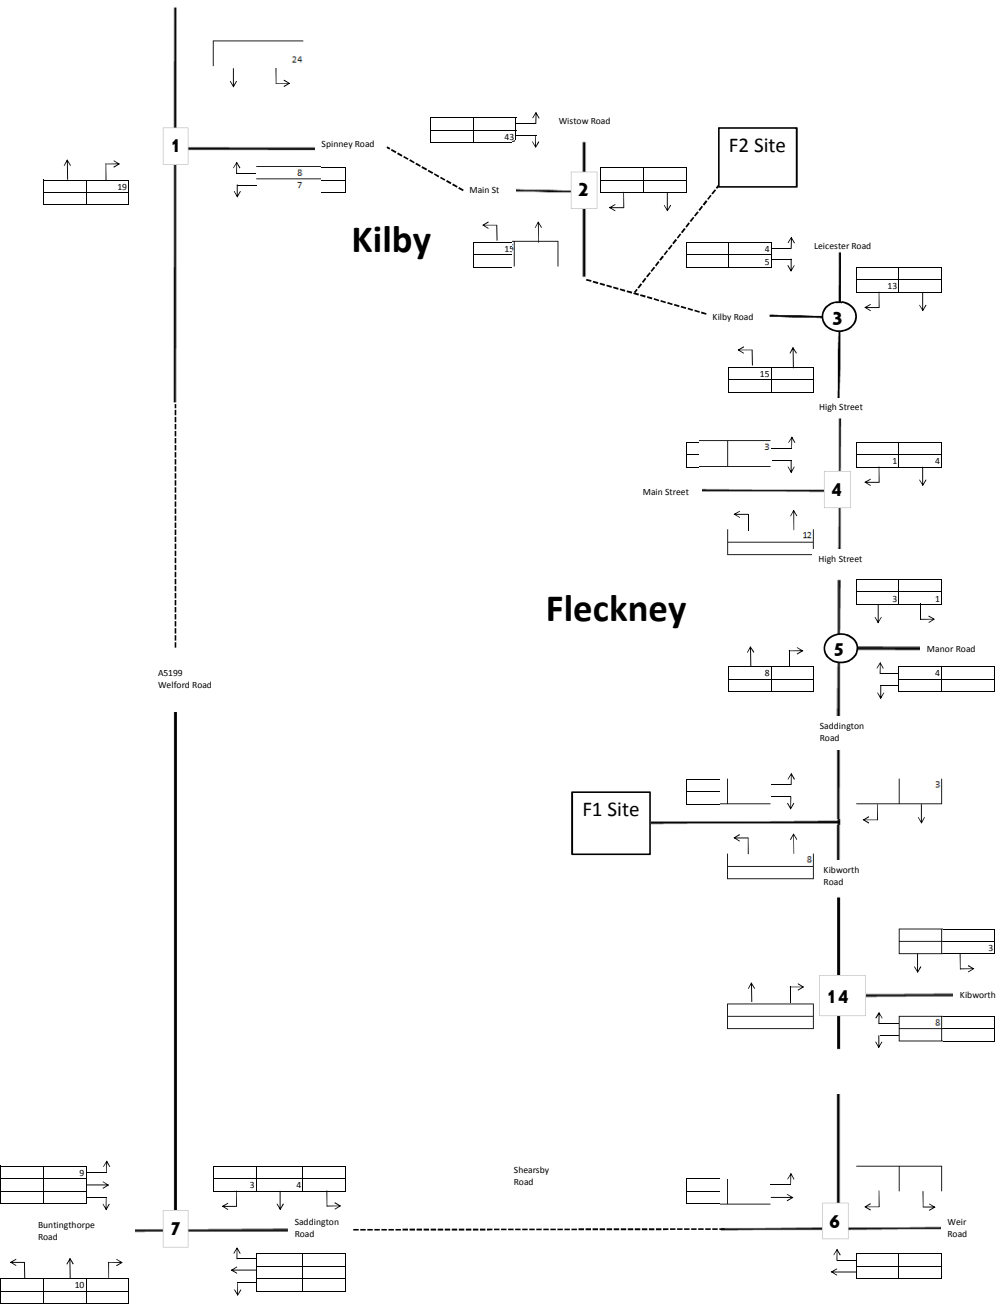 24
1
Spinney Road
43
Wistow Road
F2 Site
19
8
7
Main St
2
Kilby
15
4
5
Leicester Road
13
Kilby Road
3
15
High Street
3
1 4
Main Street
4
12
High Street
Fleckney
3 1
5
Manor Road
8
4
A5199
Welford Road
Saddington
Road
3
F1 Site
8
Kibworth
Road
3
14
Kibworth
8
9
3 4
Shearsby
Road
Buntingthorpe
Road
7
Saddington
Road
6
Weir
Road
10